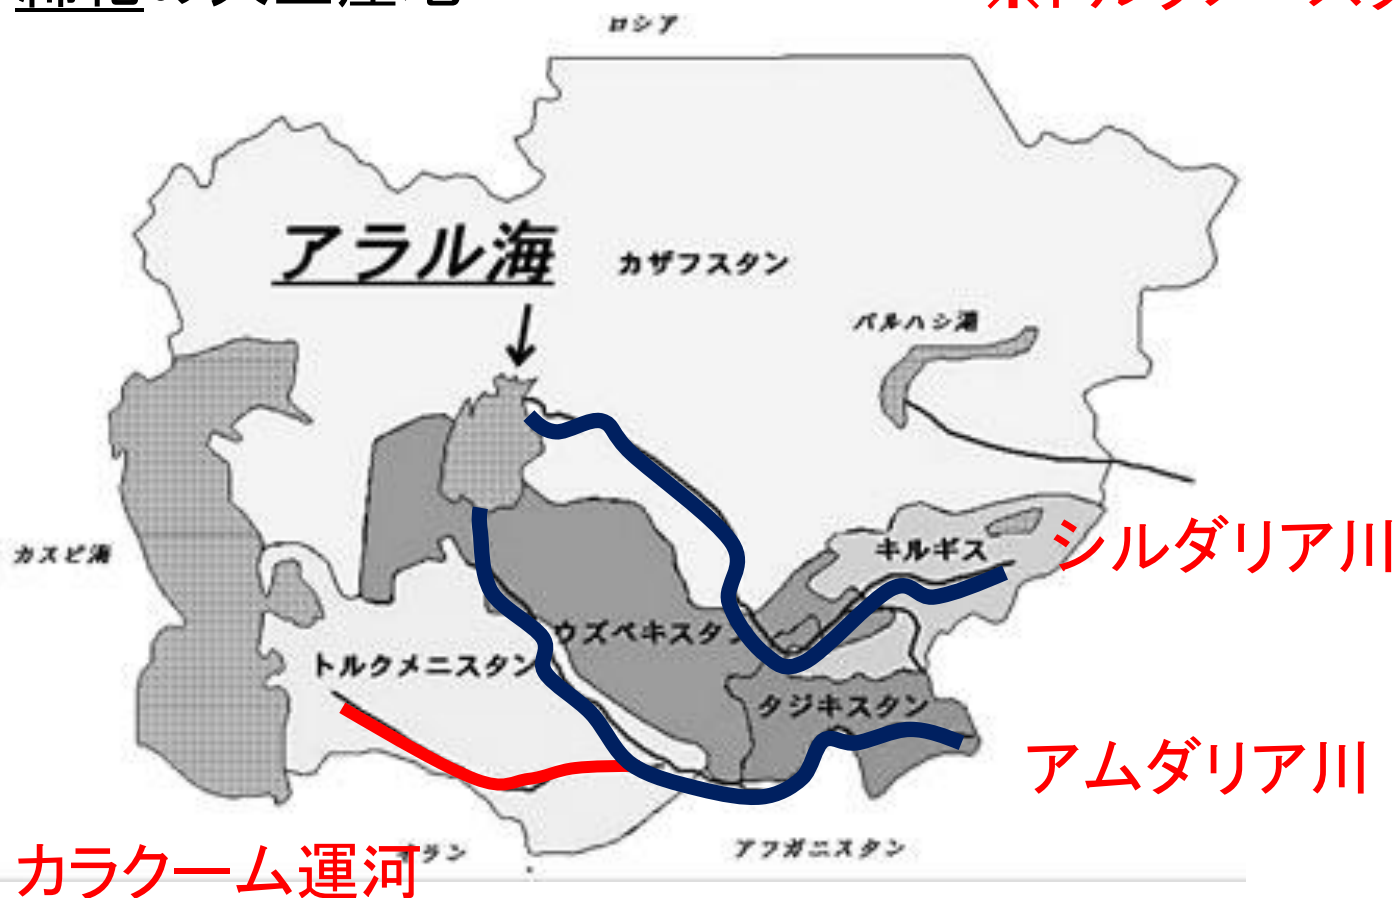 ロシア
アラル海
カザフスタン
バルハシ湖
カスピ海
キルギス
シルダリア川
ウズベキスタン
トルクメニスタン
タジキスタン
アムダリア川
アフガニスタン
カラクーム運河